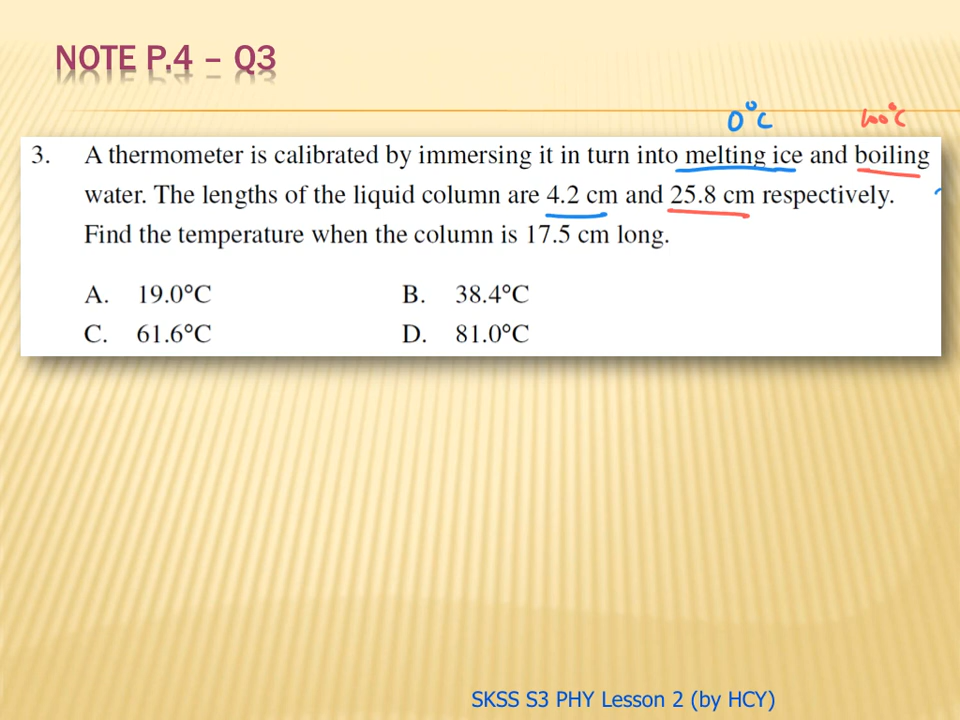 NOTE P.4 – Q3
0°C 100°C
3. A thermometer is calibrated by immersing it in turn into melting ice and boiling
water. The lengths of the liquid column are 4.2 cm and 25.8 cm respectively.
Find the temperature when the column is 17.5 cm long.
A. 19.0°C B. 38.4°C
C. 61.6°C D. 81.0°C
SKSS S3 PHY Lesson 2 (by HCY)